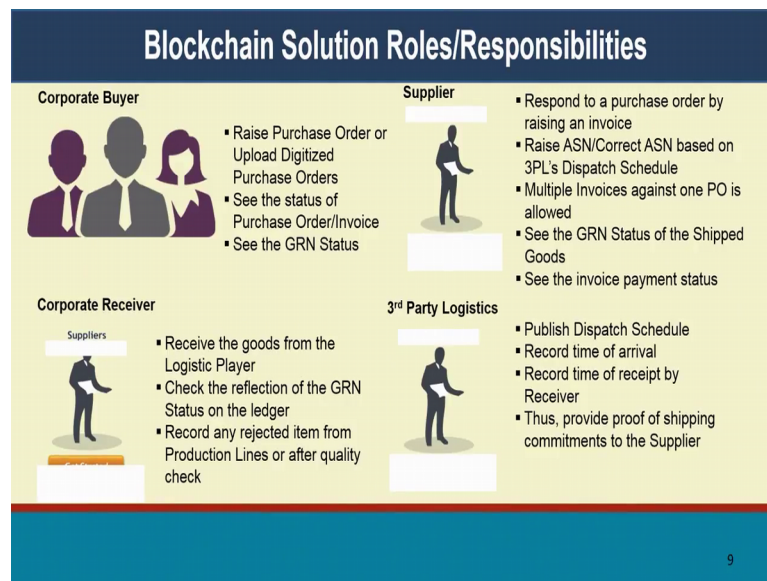 Blockchain Solution Roles/Responsibilities
Corporate Buyer
▪ Raise Purchase Order or
Upload Digitized
Purchase Orders
▪ See the status of
Purchase Order/Invoice
▪ See the GRN Status
Supplier
▪ Respond to a purchase order by
raising an invoice
▪ Raise ASN/Correct ASN based on
3PL's Dispatch Schedule
▪ Multiple Invoices against one PO is
allowed
▪ See the GRN Status of the Shipped
Goods
▪ See the invoice payment status
Corporate Receiver
Suppliers
▪ Receive the goods from the
Logistic Player
▪ Check the reflection of the GRN
Status on the ledger
▪ Record any rejected item from
Production Lines or after quality
check
3rd Party Logistics
▪ Publish Dispatch Schedule
▪ Record time of arrival
▪ Record time of receipt by
Receiver
▪ Thus, provide proof of shipping
commitments to the Supplier
9